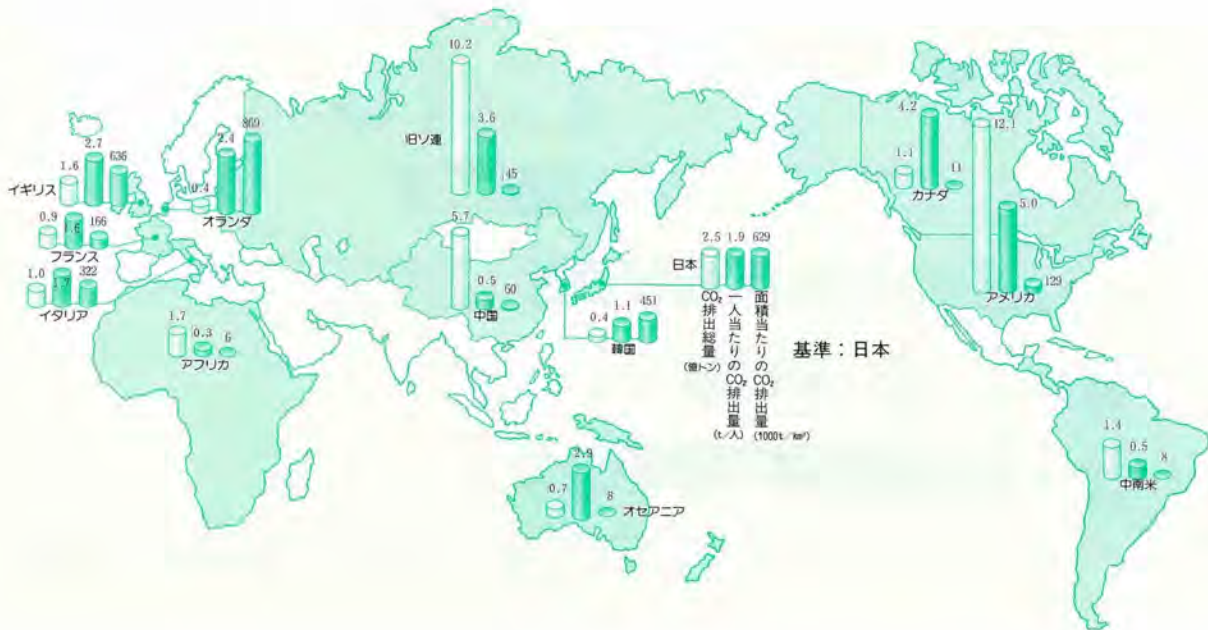 10.2
3.6
45
旧ソ連
1.6
2.7
636
イギリス
0.4
2.4
869
オランダ
0.9
1.6
166
フランス
1.0
1.7
322
イタリア
1.7
0.3
6
アフリカ
5.7
0.5
60
中国
0.4
1.1
451
韓国
日本
2.5
1.9
629
CO₂排出総量(億トン)
一人当たりのCO₂排出量(t/人)
面積当たりのCO₂排出量(1000t/km²)
基準：日本
0.7
2.9
8
オセアニア
1.1
4.2
11
カナダ
12.1
5.0
129
アメリカ
1.4
0.5
8
中南米